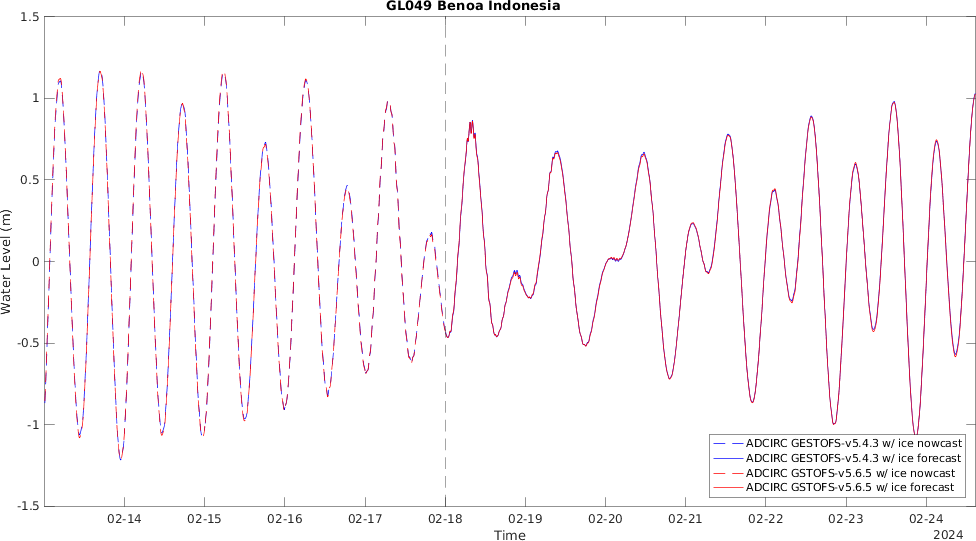 GL049 Benoa Indonesia
1.5
1
0.5
0
-0.5
-1
-1.5
Water Level (m)
ADCIRC GESTOFS-v5.4.3 w/ ice nowcast
ADCIRC GESTOFS-v5.4.3 w/ ice forecast
ADCIRC GSTOFS-v5.6.5 w/ ice nowcast
ADCIRC GSTOFS-v5.6.5 w/ ice forecast
02-14 02-15 02-16 02-17 02-18 02-19 02-20 02-21 02-22 02-23 02-24
Time
2024